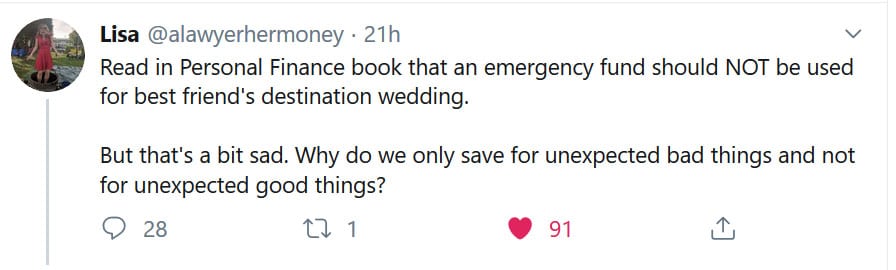 Lisa @alawyerhermoney · 21h
Read in Personal Finance book that an emergency fund should NOT be used
for best friend's destination wedding.
But that's a bit sad. Why do we only save for unexpected bad things and not
for unexpected good things?
28 1 91